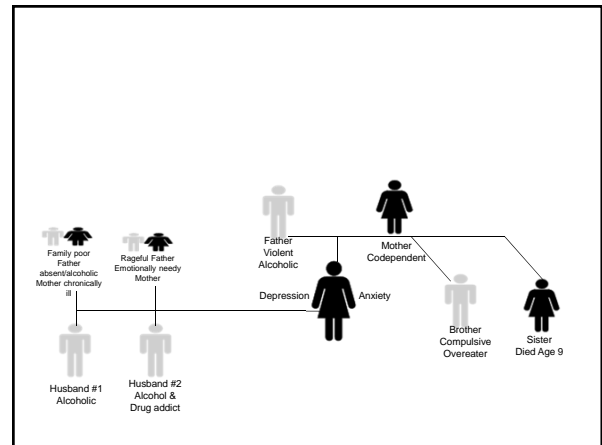 Family poor
Father
absent/alcoholic
Mother chronically
ill
Rageful Father
Emotionally needy
Mother
Father
Violent
Alcoholic
Mother
Codependent
Depression
Anxiety
Brother
Compulsive
Overeater
Sister
Died Age 9
Husband #1
Alcoholic
Husband #2
Alcohol &
Drug addict